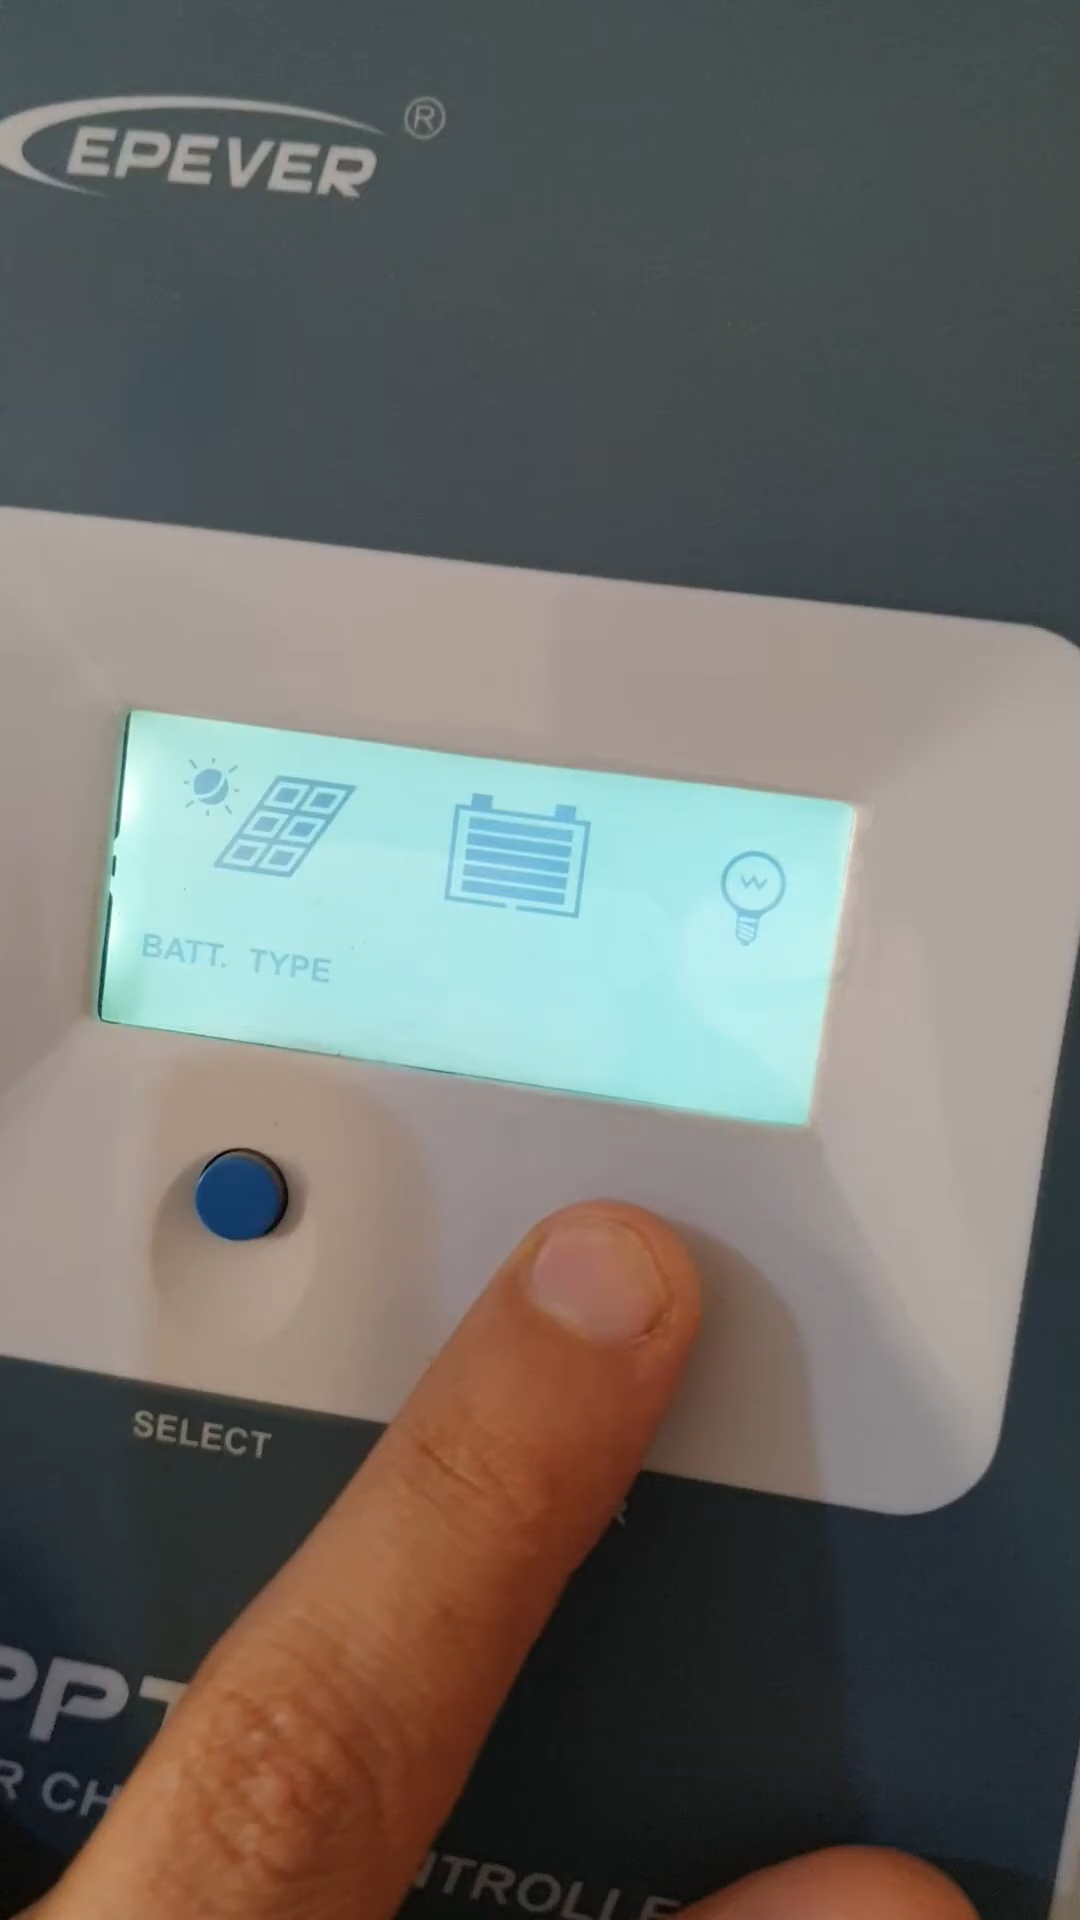 EPEVER®
BATT. TYPE
SELECT
R
PPT
R CH
NTROLLE